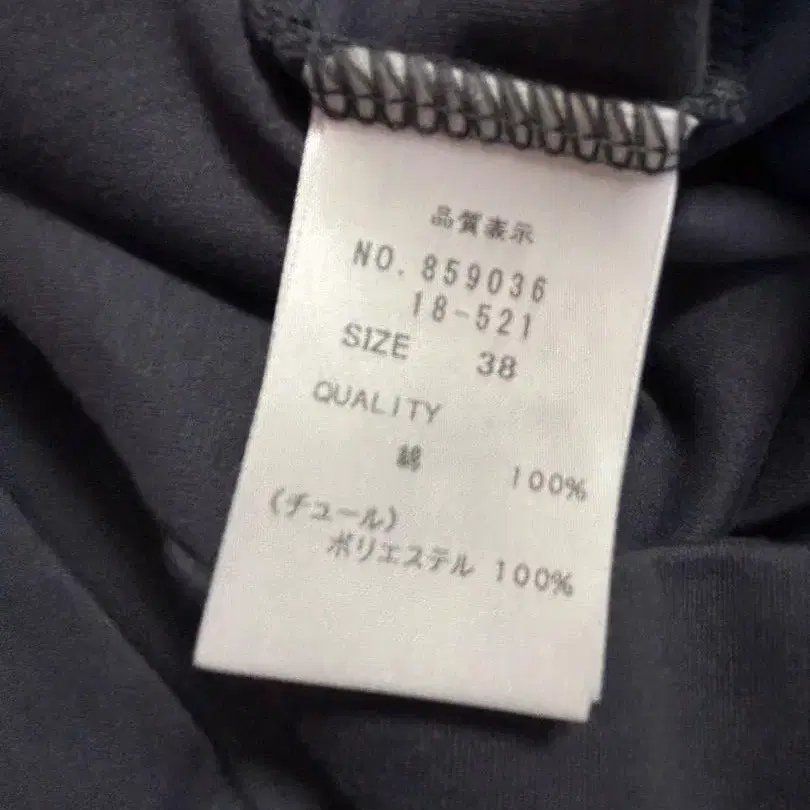 品質表示
NO. 859036
18-521
SIZE 38
QUALITY
綿 100%
(チュール)
ポリエステル 100%